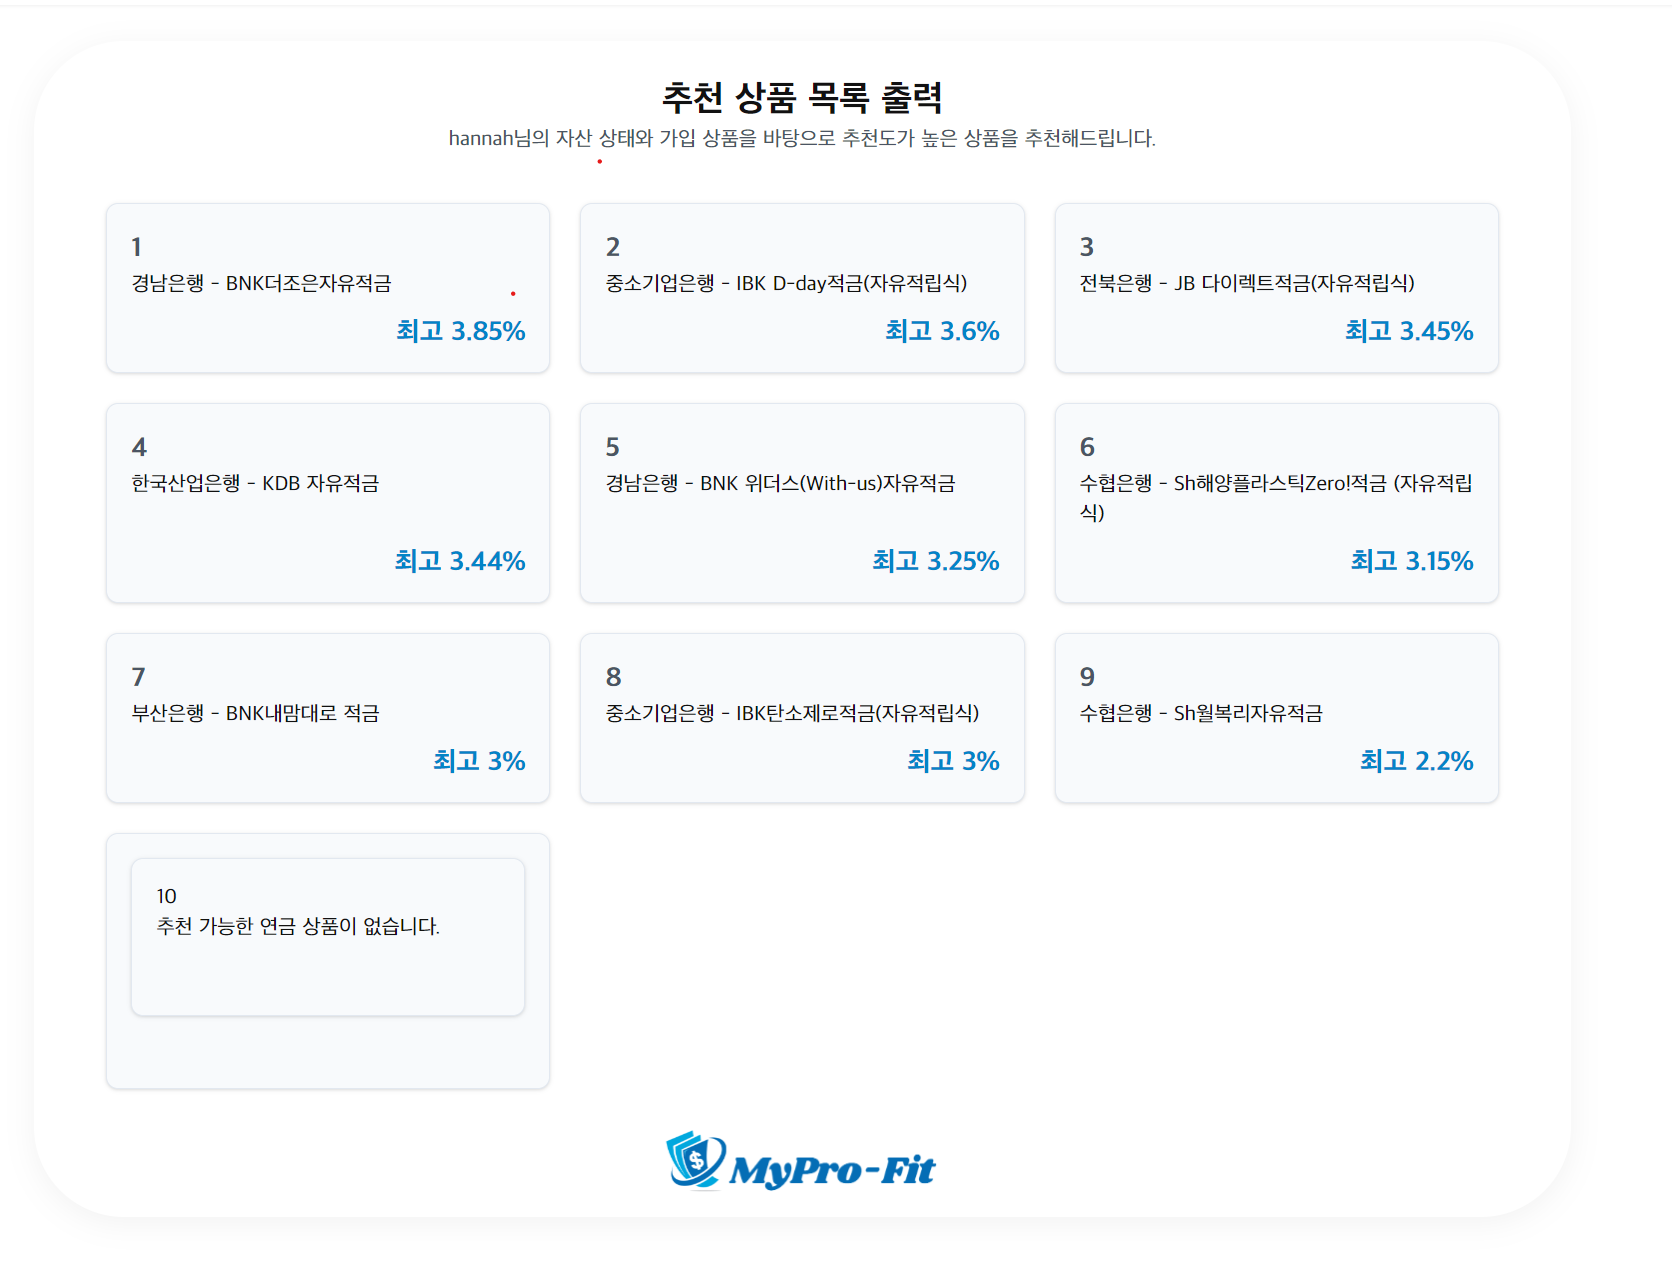 추천 상품 목록 출력
hannah님의 자산 상태와 가입 상품을 바탕으로 추천도가 높은 상품을 추천해드립니다.
1
경남은행 - BNK더조은자유적금
최고 3.85%
2
중소기업은행 - IBK D-day적금(자유적립식)
최고 3.6%
3
전북은행 - JB 다이렉트적금(자유적립식)
최고 3.45%
4
한국산업은행 - KDB 자유적금
최고 3.44%
5
경남은행 - BNK 위더스(With-us)자유적금
최고 3.25%
6
수협은행 - Sh해양플라스틱Zero!적금 (자유적립
식)
최고 3.15%
7
부산은행 - BNK내맘대로 적금
최고 3%
8
중소기업은행 - IBK탄소제로적금(자유적립식)
최고 3%
9
수협은행 - Sh월복리자유적금
최고 2.2%
10
추천 가능한 연금 상품이 없습니다.
$
MyPro-Fit